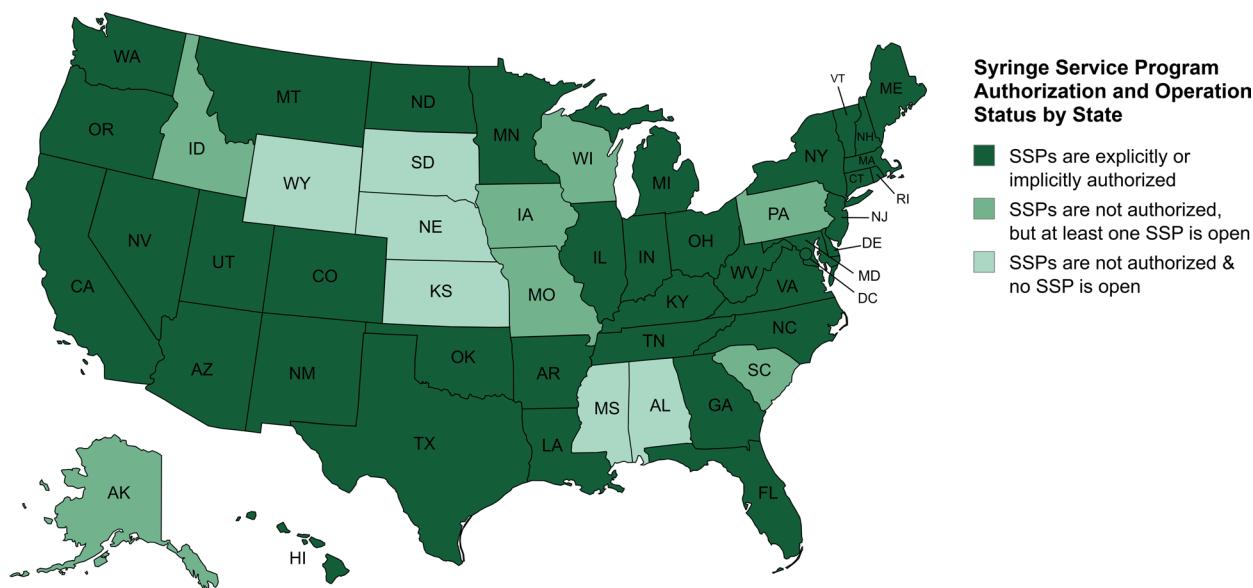 WA
OR
CA
NV
ID
MT
WY
UT
AZ
CO
NM
ND
SD
NE
KS
OK
TX
MN
IA
MO
AR
LA
WI
IL
MI
IN
OH
KY
TN
MS
AL
GA
FL
SC
NC
VA
WV
PA
NY
VT
NH
ME
MA
CT
RI
NJ
DE
MD
DC
AK
HI
Syringe Service Program
Authorization and Operation
Status by State
SSPs are explicitly or
implicitly authorized
SSPs are not authorized,
but at least one SSP is open
SSPs are not authorized &
no SSP is open